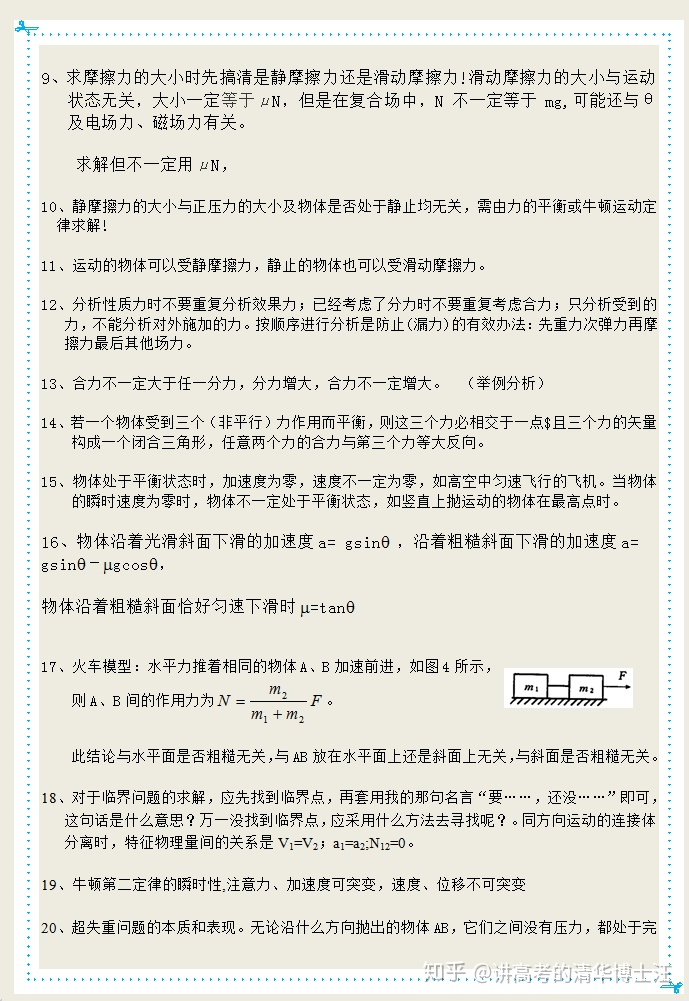 9、求摩擦力的大小时先搞清是静摩擦力还是滑动摩擦力!滑动摩擦力的大小与运动
状态无关，大小一定等于μN，但是在复合场中，N 不一定等于 mg,可能还与θ
及电场力、磁场力有关。
求解但不一定用μN，
10、静摩擦力的大小与正压力的大小及物体是否处于静止均无关，需由力的平衡或牛顿运动定
律求解!
11、运动的物体可以受静摩擦力，静止的物体也可以受滑动摩擦力。
12、分析性质力时不要重复分析效果力；已经考虑了分力时不要重复考虑合力；只分析受到的
力，不能分析对外施加的力。按顺序进行分析是防止(漏力)的有效办法：先重力次弹力再摩
擦力最后其他场力。
13、合力不一定大于任一分力，分力增大，合力不一定增大。 （举例分析）
14、若一个物体受到三个（非平行）力作用而平衡，则这三个力必相交于一点$且三个力的矢量
构成一个闭合三角形，任意两个力的合力与第三个力等大反向。
15、物体处于平衡状态时，加速度为零，速度不一定为零，如高空中匀速飞行的飞机。当物体
的瞬时速度为零时，物体不一定处于平衡状态，如竖直上抛运动的物体在最高点时。
16、物体沿着光滑斜面下滑的加速度a= gsinθ ，沿着粗糙斜面下滑的加速度a=
gsinθ－μgcosθ，
物体沿着粗糙斜面恰好匀速下滑时μ=tanθ
17、火车模型：水平力推着相同的物体A、B加速前进，如图4所示，
m₁ m₂ F
则A、B间的作用力为 N = m₂/(m₁ + m₂) F 。
此结论与水平面是否粗糙无关,与AB放在水平面上还是斜面上无关,与斜面是否粗糙无关。
18、对于临界问题的求解，应先找到临界点，再套用我的那句名言“要……，还没……”即可，
这句话是什么意思？万一没找到临界点，应采用什么方法去寻找呢？。同方向运动的连接体
分离时，特征物理量间的关系是V₁=V₂；a₁=a₂;N₁₂=0。
19、牛顿第二定律的瞬时性,注意力、加速度可突变，速度、位移不可突变
20、超失重问题的本质和表现。无论沿什么方向抛出的物体AB，它们之间没有压力，都处于完
知乎 @讲高考的清华博士汪